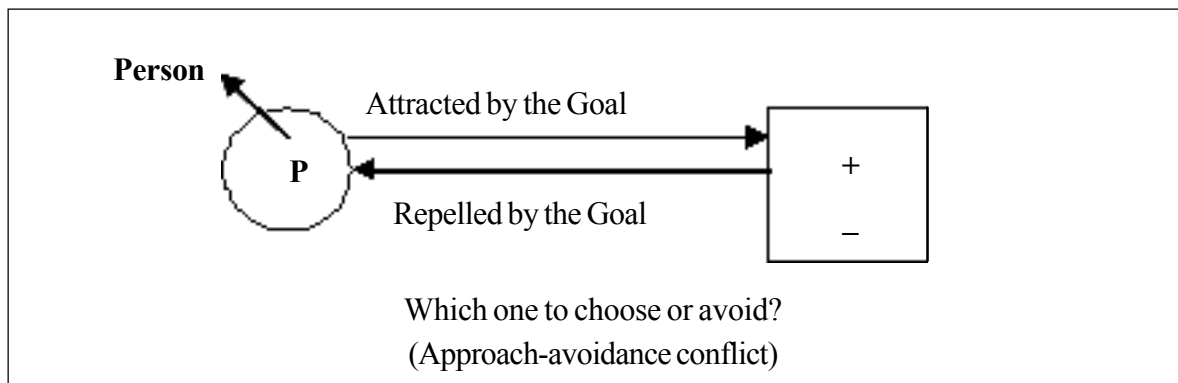 Person
Attracted by the Goal
P
+
Repelled by the Goal
–
Which one to choose or avoid?
(Approach-avoidance conflict)